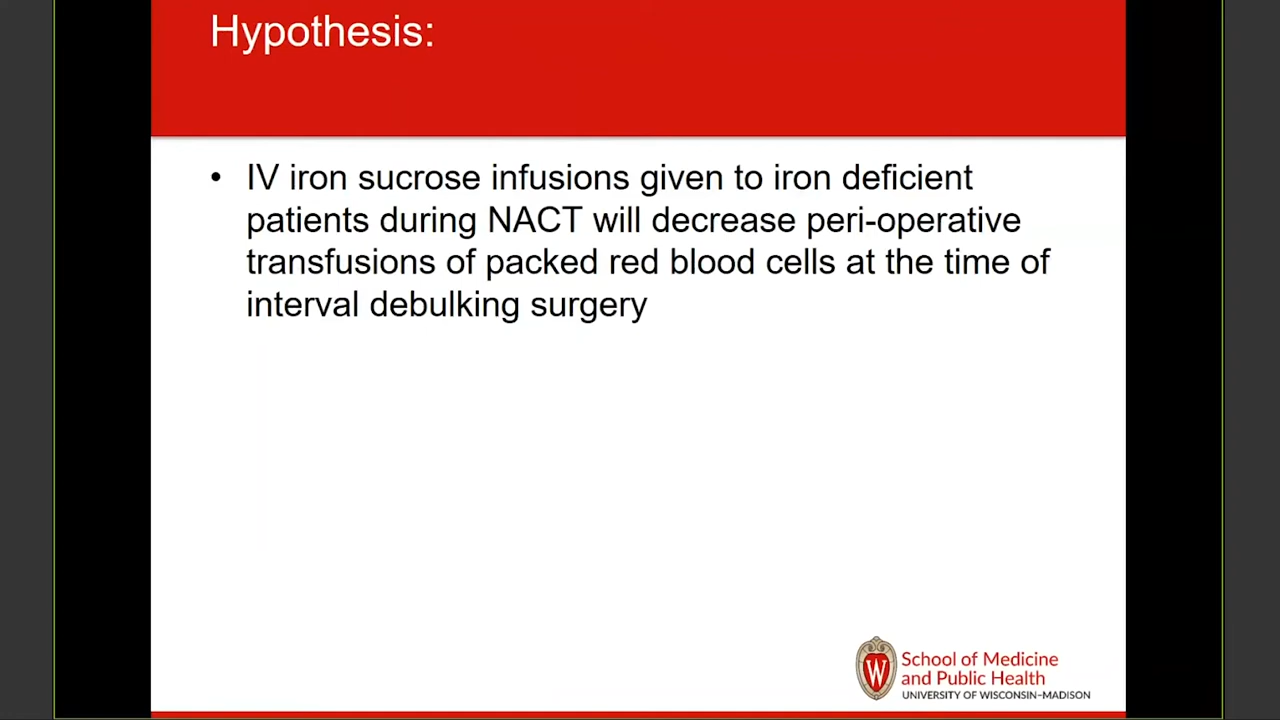 Hypothesis:
• IV iron sucrose infusions given to iron deficient
patients during NACT will decrease peri-operative
transfusions of packed red blood cells at the time of
interval debulking surgery
W
School of Medicine
and Public Health
UNIVERSITY OF WISCONSIN–MADISON